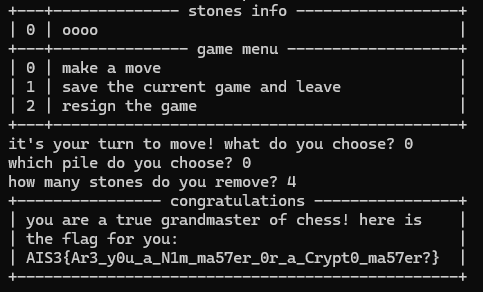 +---+-------------- stones info ------------------+
| 0 | oooo                                        |
+---+-------------- game menu -------------------+
| 0 | make a move                                 |
| 1 | save the current game and leave             |
| 2 | resign the game                             |
+---+---------------------------------------------+
it's your turn to move! what do you choose? 0
which pile do you choose? 0
how many stones do you remove? 4
+---------------- congratulations ----------------+
| you are a true grandmaster of chess! here is    |
| the flag for you:                               |
| AIS3{Ar3_y0u_a_N1m_ma57er_0r_a_Crypt0_ma57er?}  |
+-------------------------------------------------+